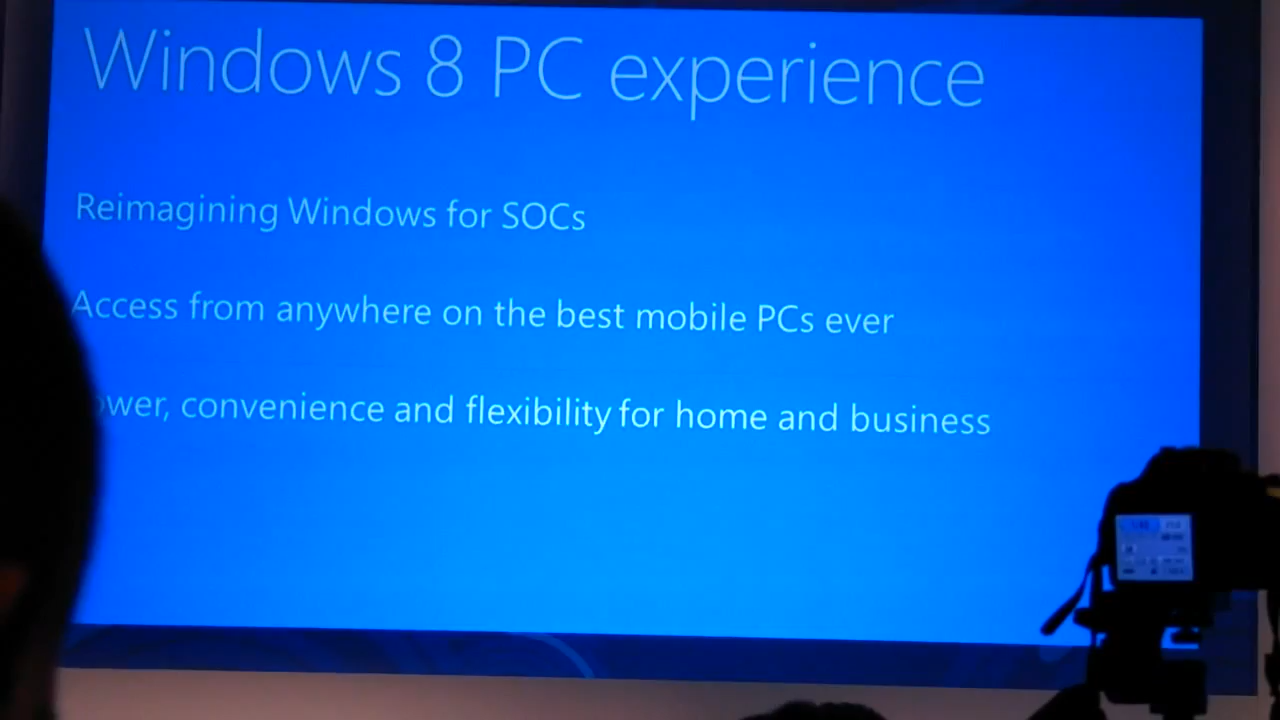 Windows 8 PC experience
Reimagining Windows for SOCs
Access from anywhere on the best mobile PCs ever
ower, convenience and flexibility for home and business